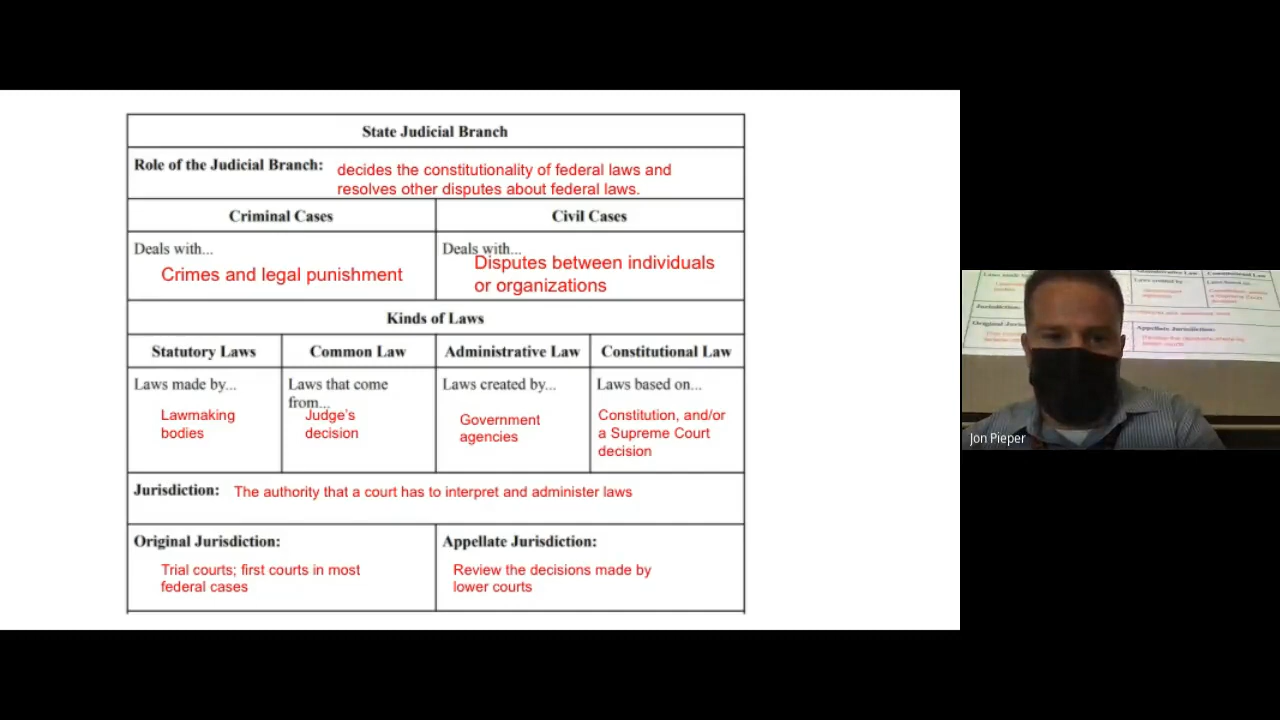 State Judicial Branch
Role of the Judicial Branch: decides the constitutionality of federal laws and
resolves other disputes about federal laws.
Criminal Cases
Civil Cases
Deals with...
Crimes and legal punishment
Deals with...
Disputes between individuals
or organizations
Kinds of Laws
Statutory Laws
Common Law
Administrative Law
Constitutional Law
Laws made by...
Lawmaking
bodies
Laws that come
from...
Judge's
decision
Laws created by...
Government
agencies
Laws based on...
Constitution, and/or
a Supreme Court
decision
Jurisdiction: The authority that a court has to interpret and administer laws
Original Jurisdiction:
Trial courts; first courts in most
federal cases
Appellate Jurisdiction:
Review the decisions made by
lower courts
Jon Pieper